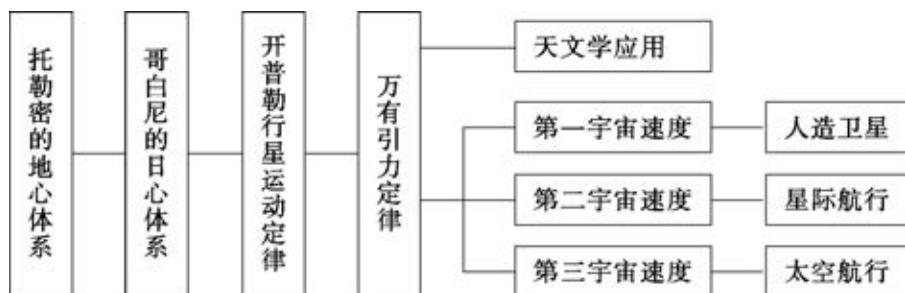 托勒密的地心体系
哥白尼的日心体系
开普勒行星运动定律
万有引力定律
天文学应用
第一宇宙速度
人造卫星
第二宇宙速度
星际航行
第三宇宙速度
太空航行